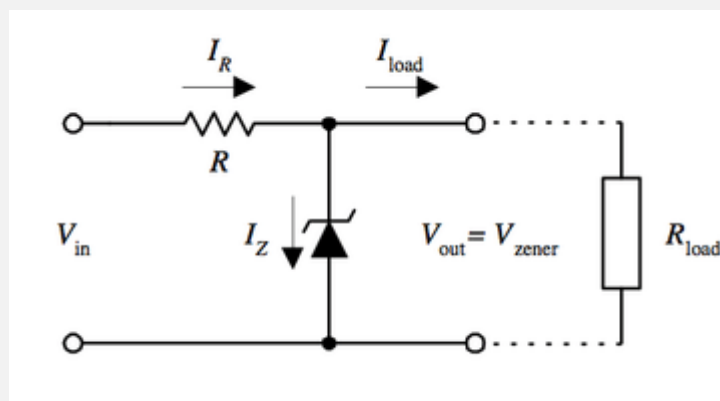 I_R
I_load
R
V_in
I_Z
V_out = V_zener
R_load